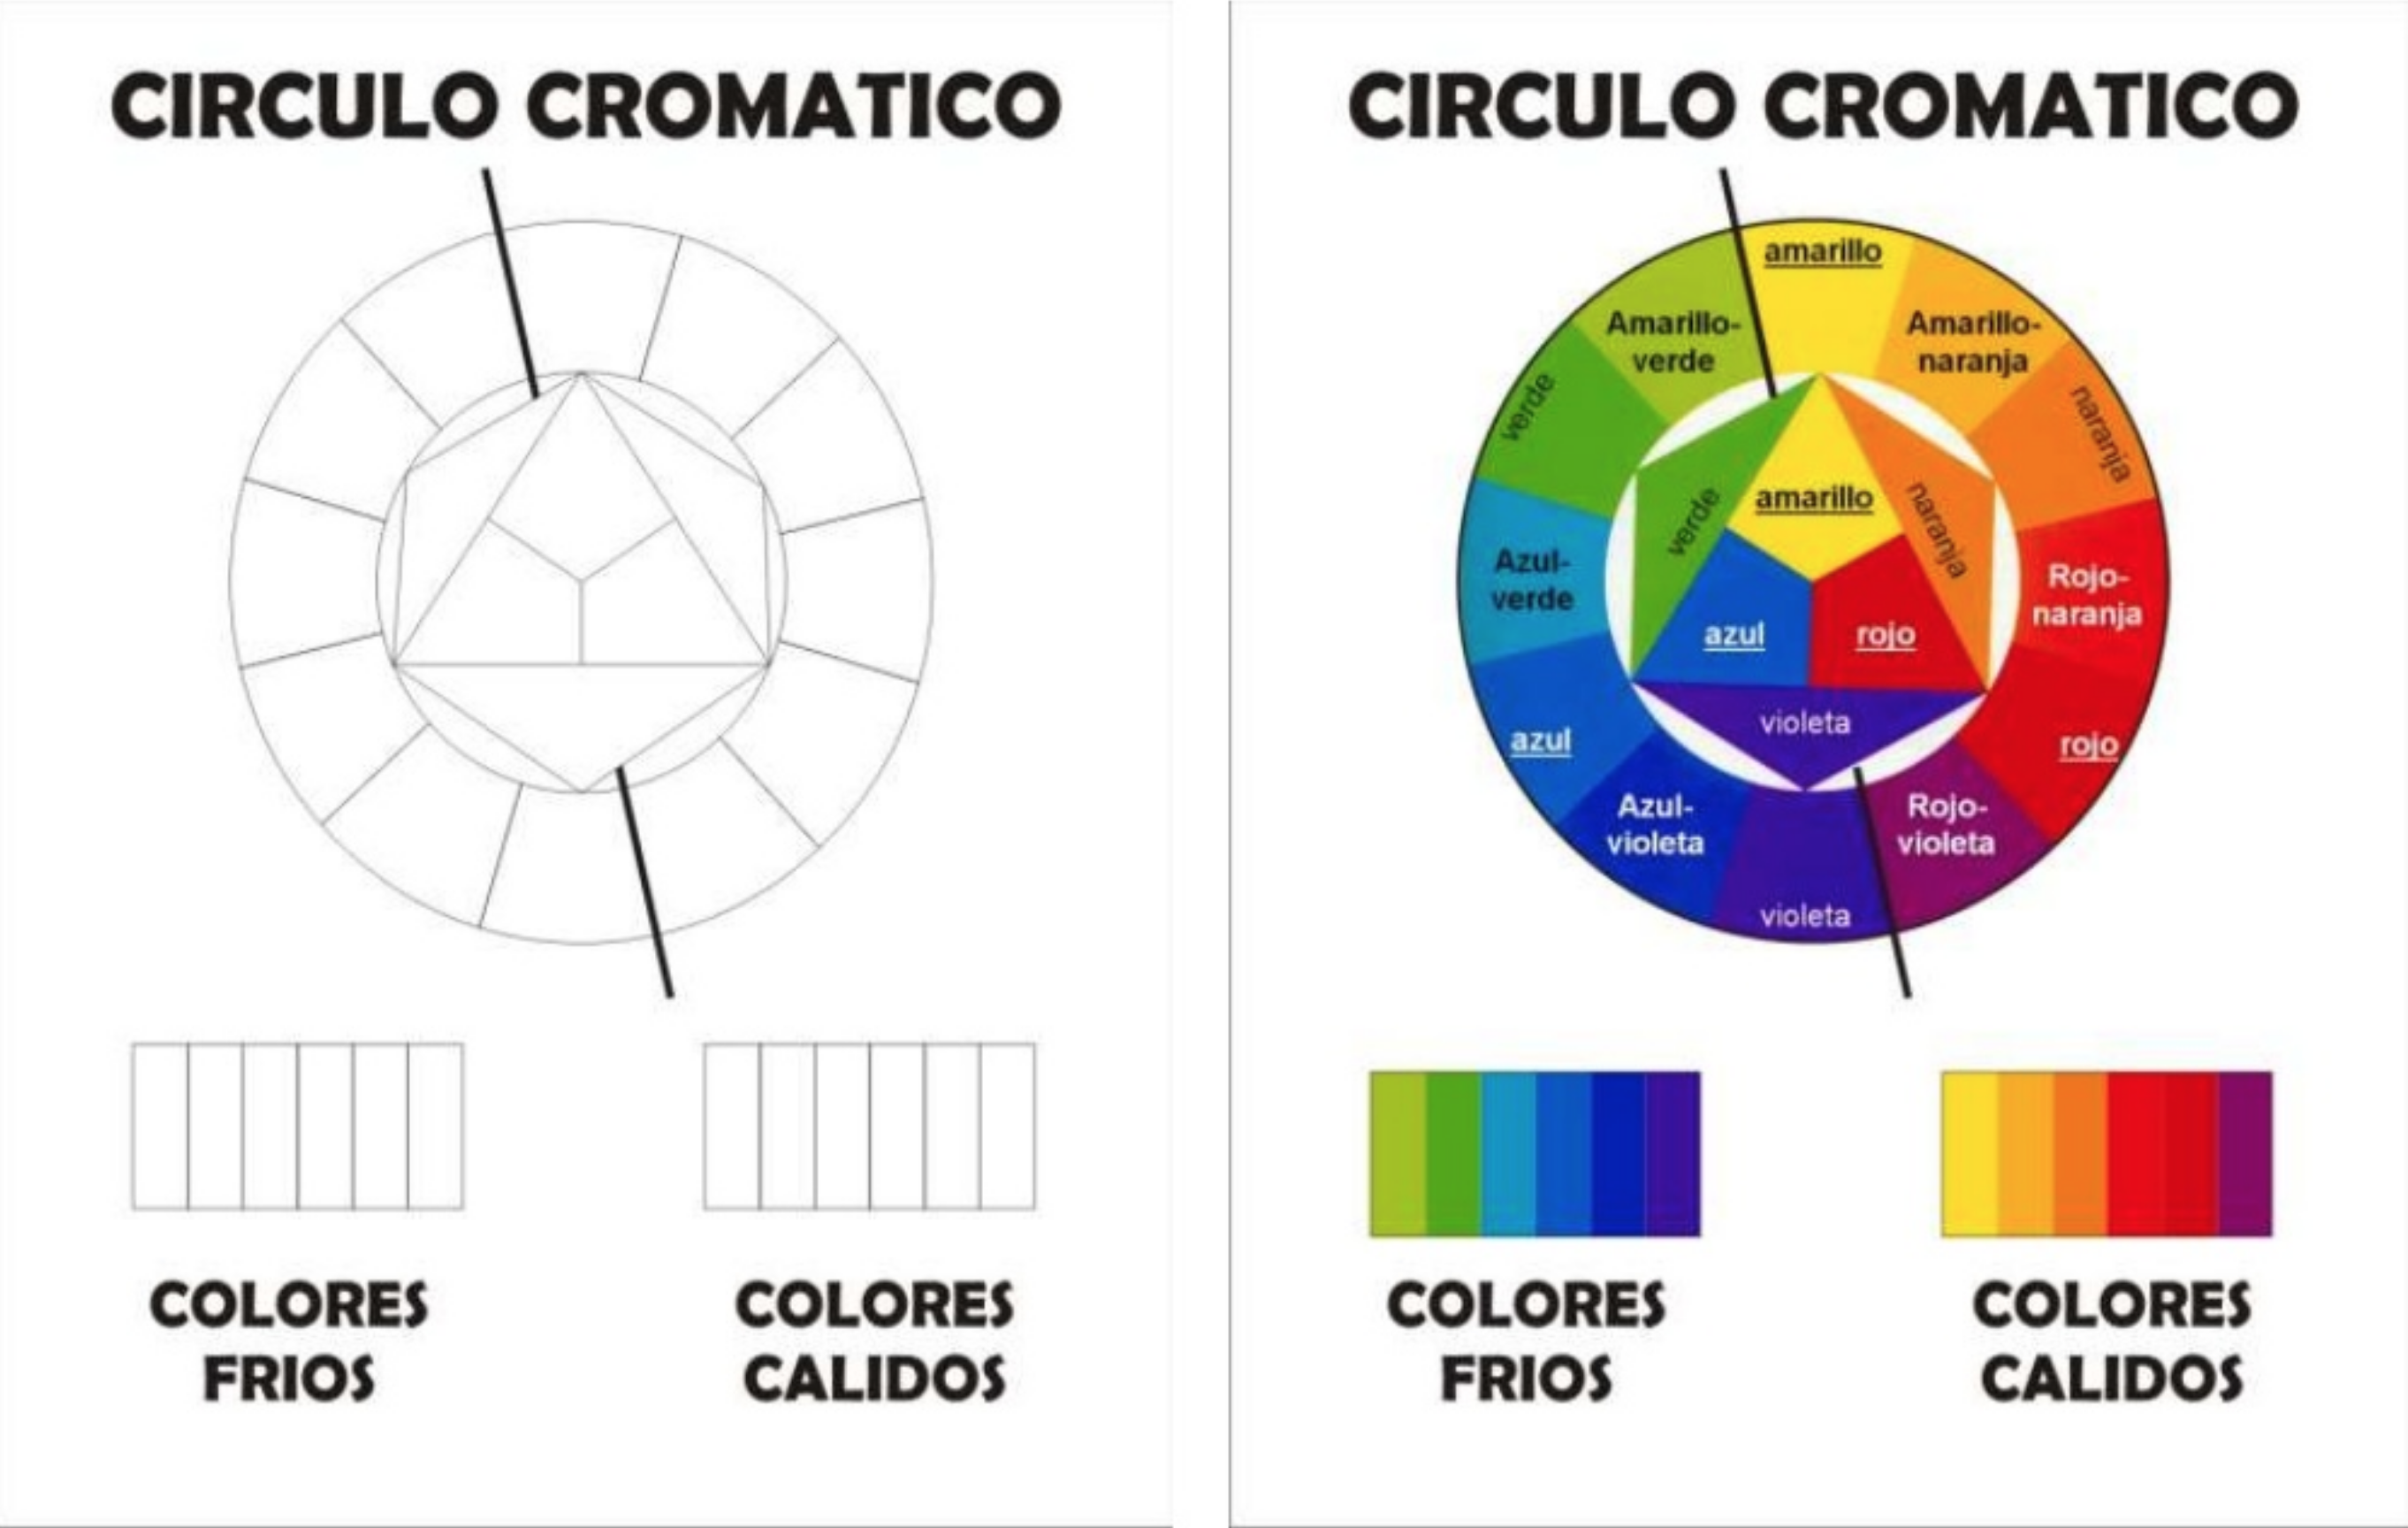 CIRCULO CROMATICO
COLORES
FRIOS
COLORES
CALIDOS
CIRCULO CROMATICO
amarillo
Amarillo-
verde
Amarillo-
naranja
verde
naranja
amarillo
verde
naranja
Azul-
verde
Rojo-
naranja
azul
rojo
violeta
azul
rojo
Azul-
violeta
Rojo-
violeta
violeta
COLORES
FRIOS
COLORES
CALIDOS